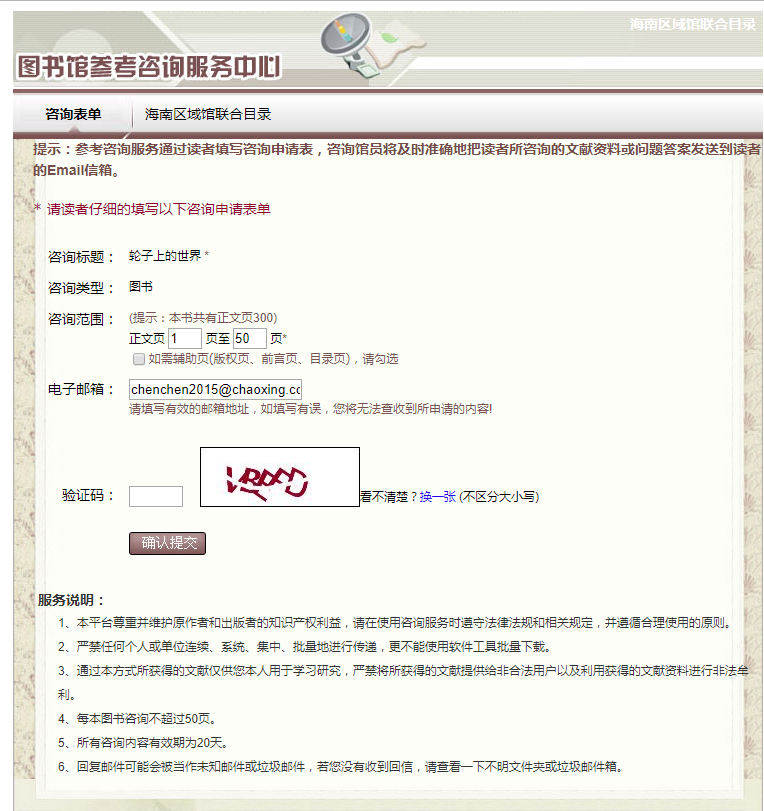 海南区域馆联合目录
图书馆参考咨询服务中心
咨询表单 海南区域馆联合目录
提示：参考咨询服务通过读者填写咨询申请表，咨询馆员将及时准确地把读者所咨询的文献资料或问题答案发送到读者
的Email信箱。
* 请读者仔细的填写以下咨询申请表单
咨询标题： 轮子上的世界 *
咨询类型： 图书
咨询范围： (提示：本书共有正文页300)
正文页 1 页至 50 页*
如需辅助页(版权页、前言页、目录页)，请勾选
电子邮箱： chenchen2015@chaoxing.cc
请填写有效的邮箱地址，如填写有误，您将无法查收到所申请的内容!
验证码： 看不清楚？换一张 (不区分大小写)
确认提交
服务说明：
1、本平台尊重并维护原作者和出版者的知识产权利益，请在使用咨询服务时遵守法律法规和相关规定，并遵循合理使用的原则。
2、严禁任何个人或单位连续、系统、集中、批量地进行传递，更不能使用软件工具批量下载。
3、通过本方式所获得的文献仅供您本人用于学习研究，严禁将所获得的文献提供给非合法用户以及利用获得的文献资料进行非法牟
利。
4、每本图书咨询不超过50页。
5、所有咨询内容有效期为20天。
6、回复邮件可能会被当作未知邮件或垃圾邮件，若您没有收到回信，请查看一下不明文件夹或垃圾邮件箱。